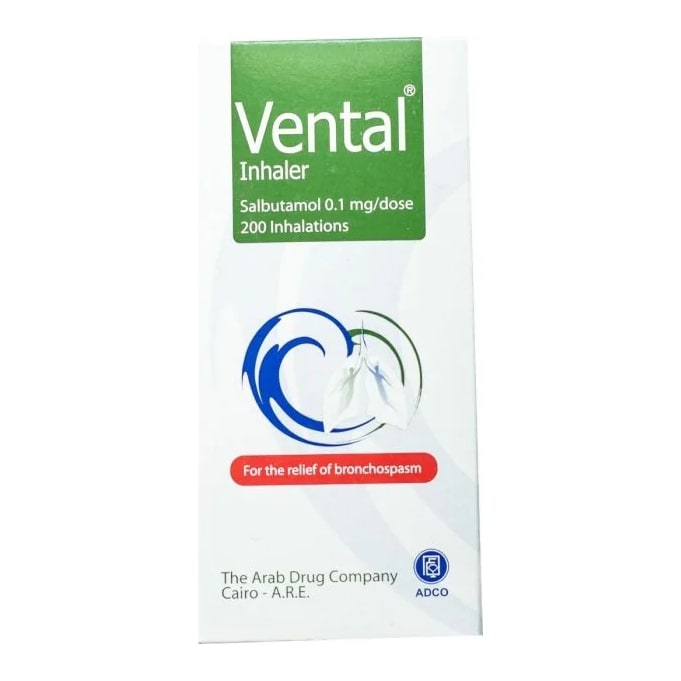 Vental®
Inhaler
Salbutamol 0.1 mg/dose
200 Inhalations
For the relief of bronchospasm
The Arab Drug Company
Cairo - A.R.E.
ADCO